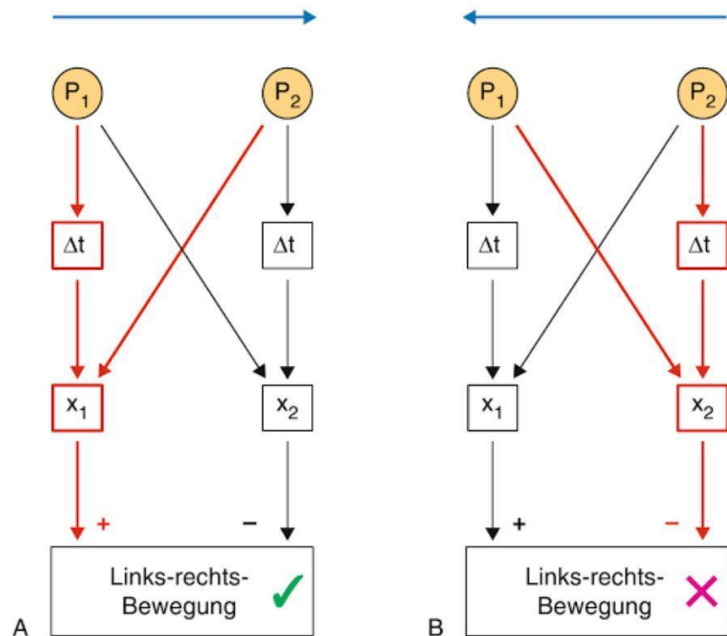 P1 P2 P1 P2
Δt Δt Δt Δt
x1 x2 x1 x2
+ − + −
Links-rechts- Links-rechts-
Bewegung ✓ Bewegung ✕
A B